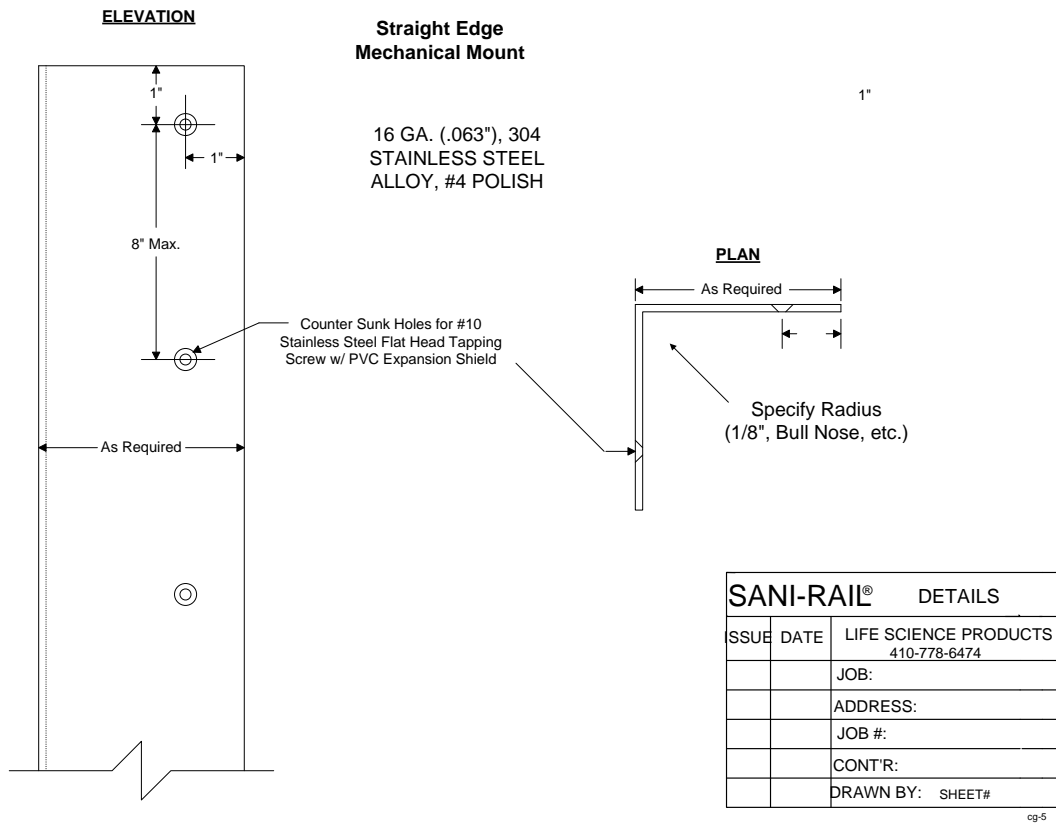 ELEVATION
Straight Edge
Mechanical Mount
1"
1"
16 GA. (.063"), 304
STAINLESS STEEL
ALLOY, #4 POLISH
1"
8" Max.
PLAN
As Required
Counter Sunk Holes for #10
Stainless Steel Flat Head Tapping
Screw w/ PVC Expansion Shield
Specify Radius
(1/8", Bull Nose, etc.)
As Required
SANI-RAIL® DETAILS
ISSUE DATE LIFE SCIENCE PRODUCTS
410-778-6474
JOB:
ADDRESS:
JOB #:
CONT'R:
DRAWN BY: SHEET#
cg-5